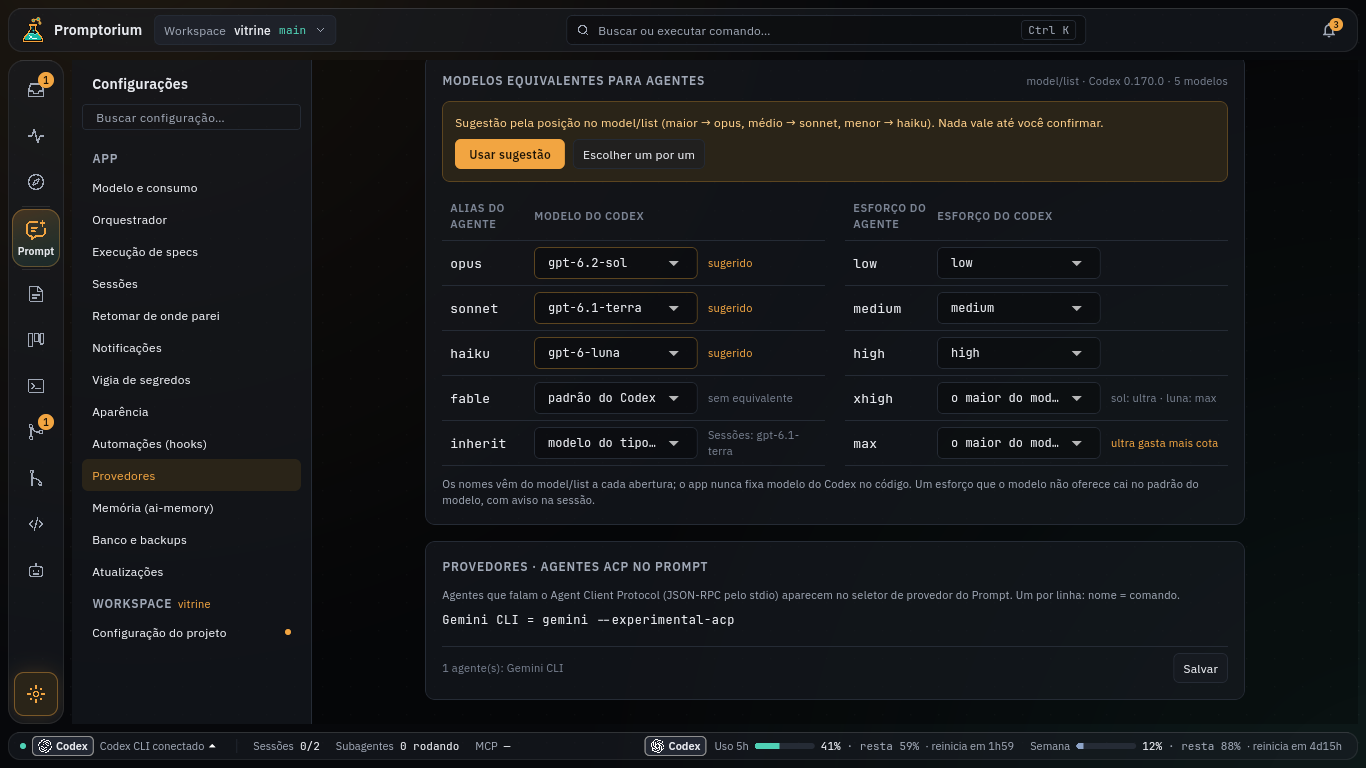 Promptorium
Workspace vitrine main
Buscar ou executar comando...
Ctrl K
3
1
Prompt
1
Configurações
Buscar configuração...
APP
Modelo e consumo
Orquestrador
Execução de specs
Sessões
Retomar de onde parei
Notificações
Vigia de segredos
Aparência
Automações (hooks)
Provedores
Memória (ai-memory)
Banco e backups
Atualizações
WORKSPACE vitrine
Configuração do projeto
MODELOS EQUIVALENTES PARA AGENTES
model/list · Codex 0.170.0 · 5 modelos
Sugestão pela posição no model/list (maior → opus, médio → sonnet, menor → haiku). Nada vale até você confirmar.
Usar sugestão
Escolher um por um
ALIAS DO
AGENTE
MODELO DO CODEX
opus gpt-6.2-sol sugerido
sonnet gpt-6.1-terra sugerido
haiku gpt-6-luna sugerido
fable padrão do Codex sem equivalente
inherit modelo do tipo… Sessões: gpt-6.1-
terra
ESFORÇO DO
AGENTE
ESFORÇO DO CODEX
low low
medium medium
high high
xhigh o maior do mod… sol: ultra · luna: max
max o maior do mod… ultra gasta mais cota
Os nomes vêm do model/list a cada abertura; o app nunca fixa modelo do Codex no código. Um esforço que o modelo não oferece cai no padrão do
modelo, com aviso na sessão.
PROVEDORES · AGENTES ACP NO PROMPT
Agentes que falam o Agent Client Protocol (JSON-RPC pelo stdio) aparecem no seletor de provedor do Prompt. Um por linha: nome = comando.
Gemini CLI = gemini --experimental-acp
1 agente(s): Gemini CLI
Salvar
Codex
Codex CLI conectado
Sessões 0/2
Subagentes 0 rodando
MCP —
Codex
Uso 5h 41% · resta 59% · reinicia em 1h59
Semana 12% · resta 88% · reinicia em 4d15h